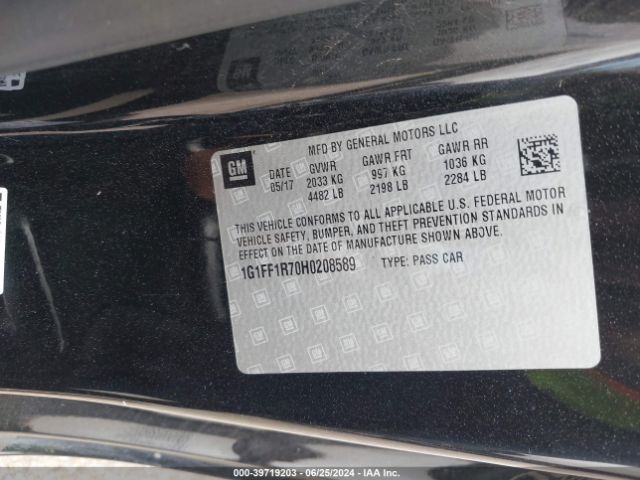 MFD BY GENERAL MOTORS LLC
GM
DATE GVWR GAWR FRT GAWR RR
05/17 2033 KG 997 KG 1036 KG
4482 LB 2198 LB 2284 LB
THIS VEHICLE CONFORMS TO ALL APPLICABLE U.S. FEDERAL MOTOR
VEHICLE SAFETY, BUMPER, AND THEFT PREVENTION STANDARDS IN
EFFECT ON THE DATE OF MANUFACTURE SHOWN ABOVE.
1G1FF1R70H0208589 TYPE: PASS CAR
000-39719203 - 06/25/2024 - IAA Inc.